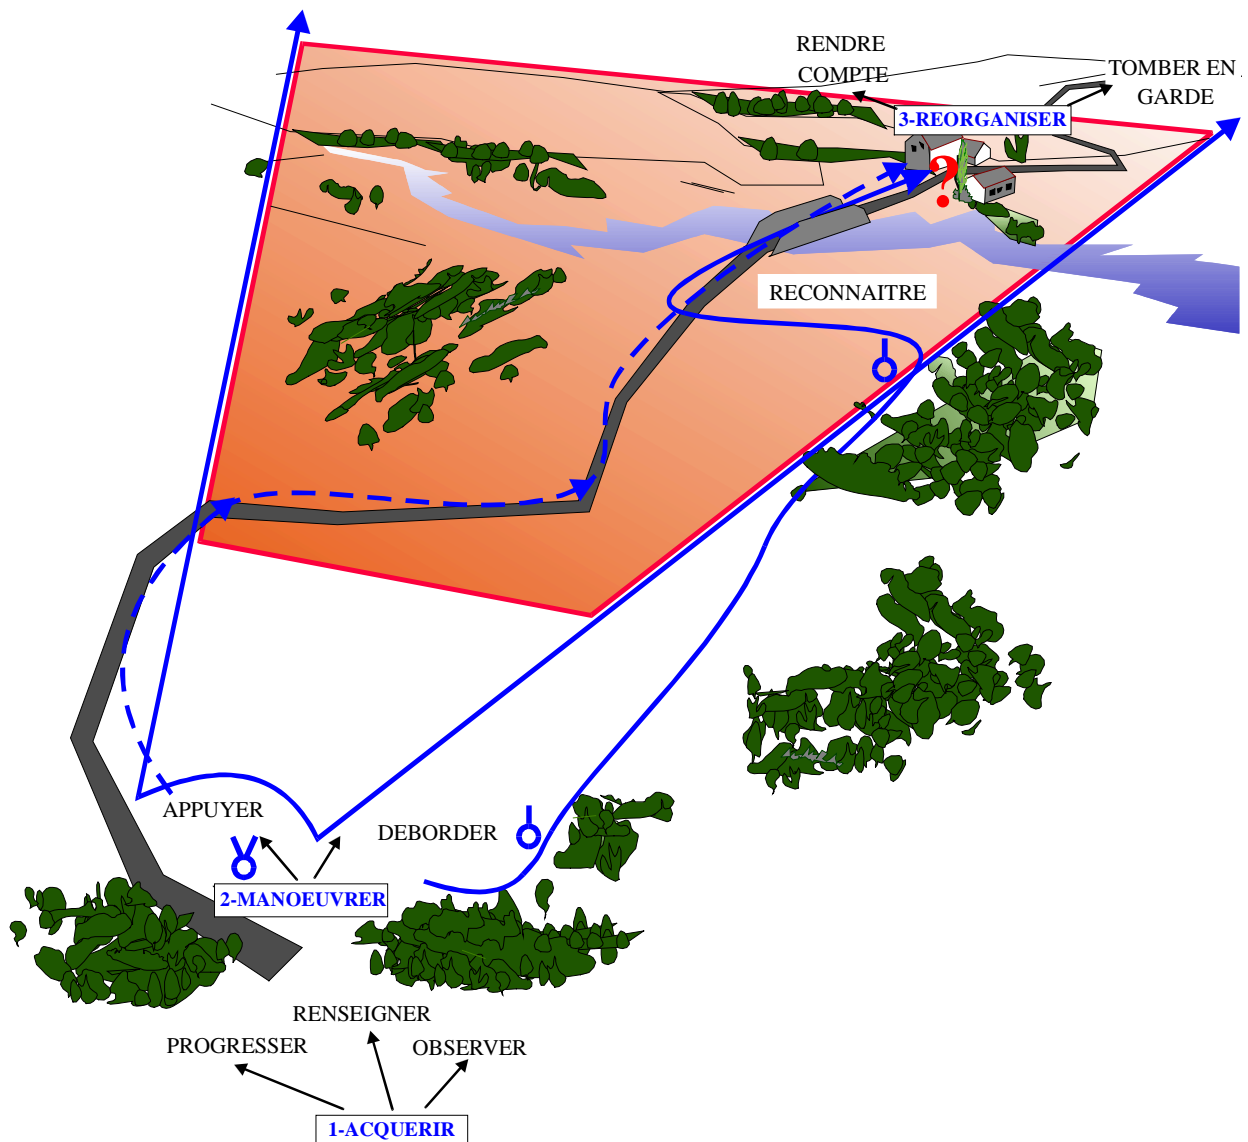 RENDRE
COMPTE
TOMBER EN
GARDE
3-REORGANISER
?
RECONNAITRE
APPUYER
DEBORDER
2-MANOEUVRER
RENSEIGNER
PROGRESSER
OBSERVER
1-ACQUERIR